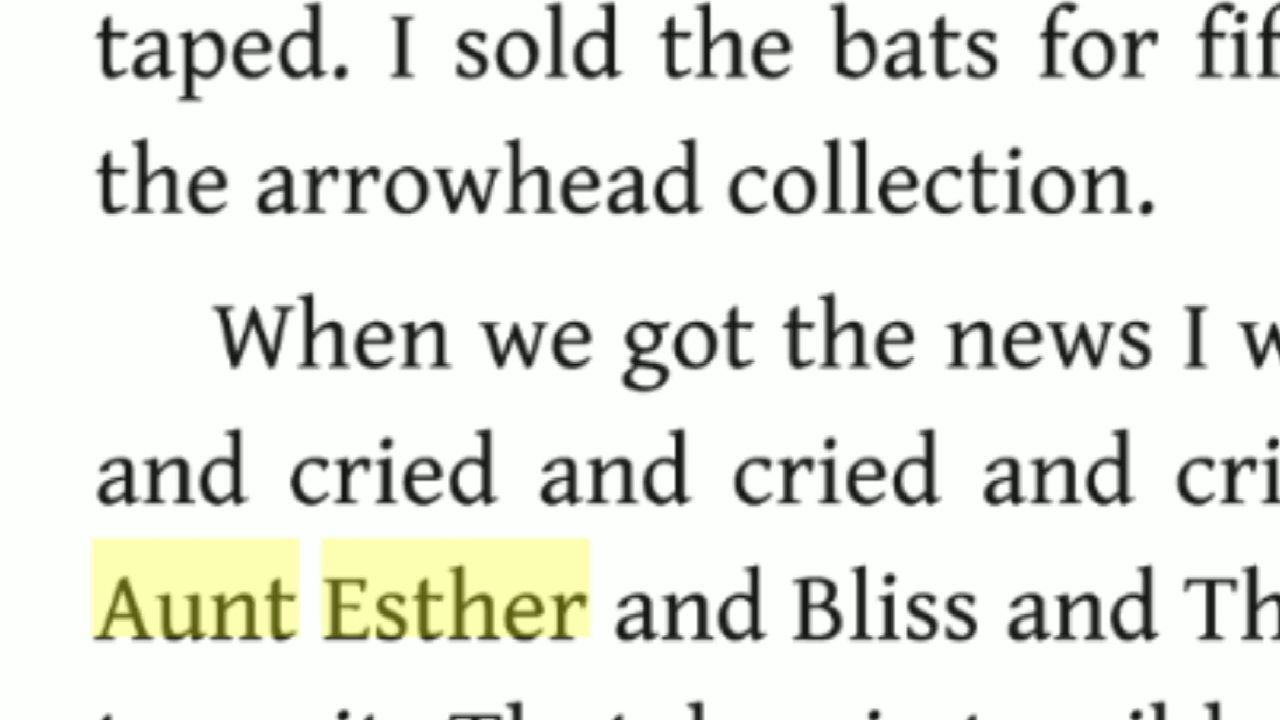 taped. I sold the bats for
the arrowhead collection.
When we got the news I
and cried and cried and
Aunt Esther and Bliss and